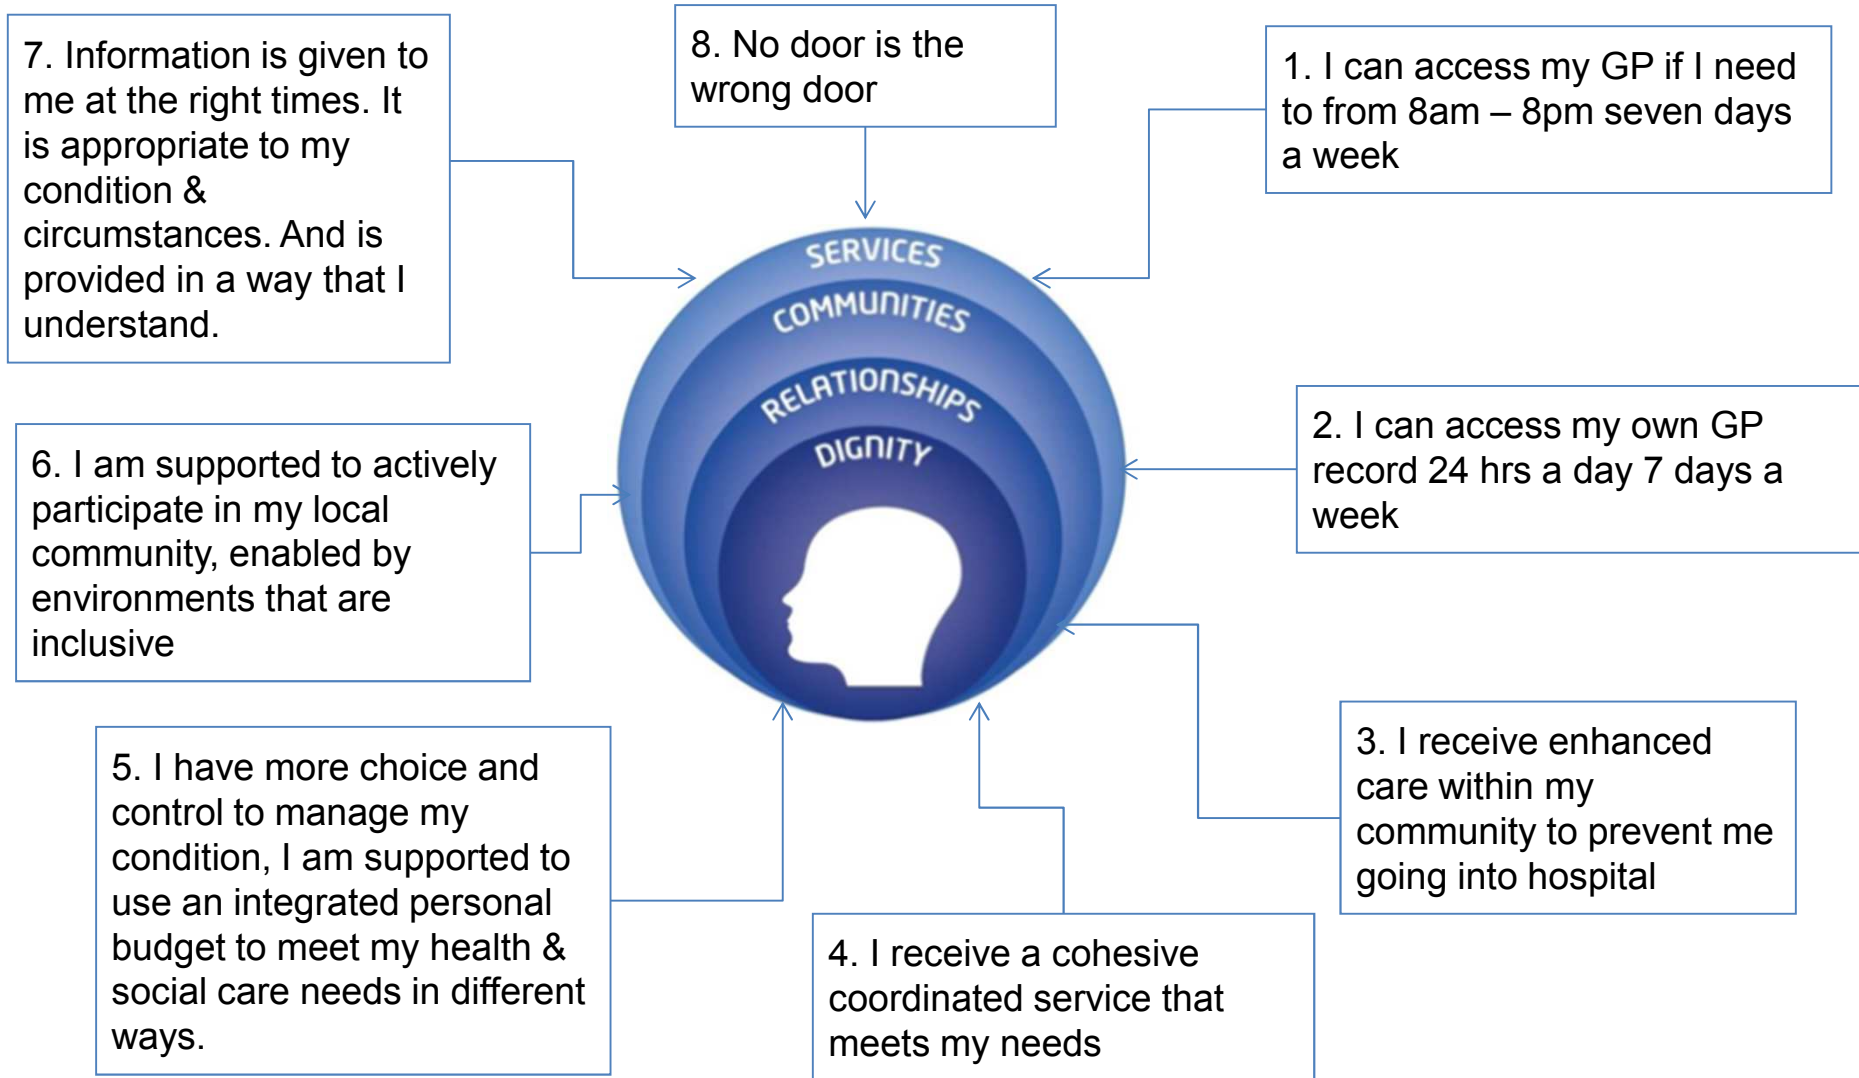 7. Information is given to
me at the right times. It
is appropriate to my
condition &
circumstances. And is
provided in a way that I
understand.
8. No door is the
wrong door
1. I can access my GP if I need
to from 8am – 8pm seven days
a week
SERVICES
COMMUNITIES
RELATIONSHIPS
DIGNITY
2. I can access my own GP
record 24 hrs a day 7 days a
week
6. I am supported to actively
participate in my local
community, enabled by
environments that are
inclusive
3. I receive enhanced
care within my
community to prevent me
going into hospital
5. I have more choice and
control to manage my
condition, I am supported to
use an integrated personal
budget to meet my health &
social care needs in different
ways.
4. I receive a cohesive
coordinated service that
meets my needs